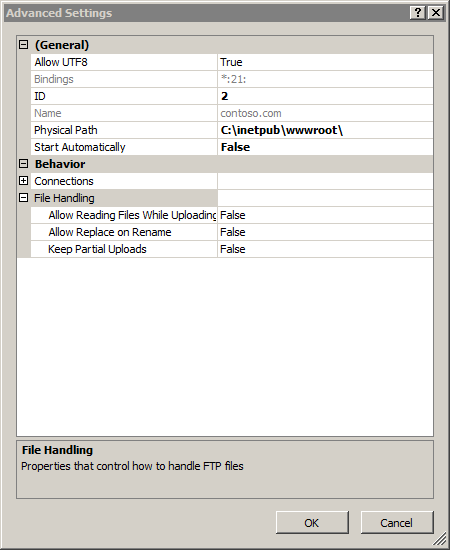 Advanced Settings
(General)
Allow UTF8 True
Bindings *:21:
ID 2
Name contoso.com
Physical Path C:\inetpub\wwwroot\
Start Automatically False
Behavior
Connections
File Handling
Allow Reading Files While Uploading False
Allow Replace on Rename False
Keep Partial Uploads False
File Handling
Properties that control how to handle FTP files
OK Cancel